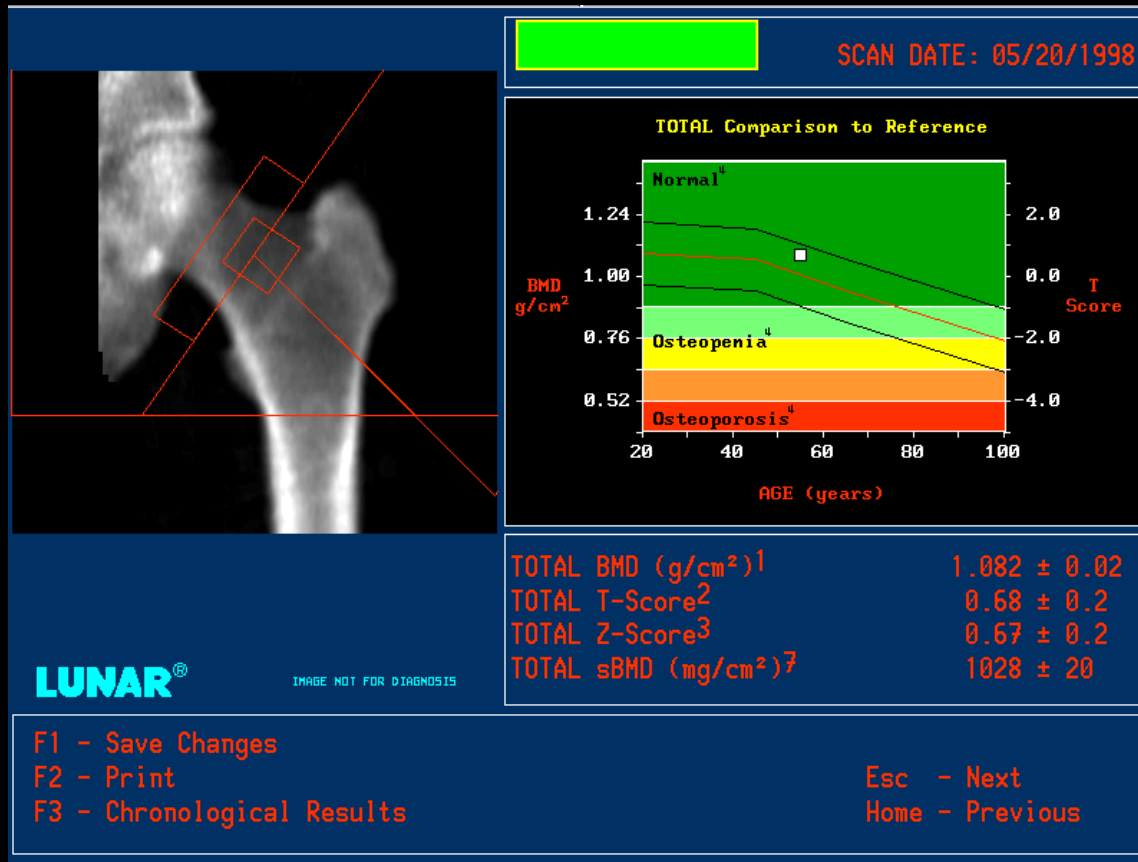 SCAN DATE: 05/20/1998
TOTAL Comparison to Reference
Normal4
1.24
2.0
1.00
0.0
BMD
g/cm²
T
Score
0.76
Osteopenia4
-2.0
0.52
-4.0
Osteoporosis4
20 40 60 80 100
AGE (years)
TOTAL BMD (g/cm²)1 1.082 ± 0.02
TOTAL T-Score2 0.68 ± 0.2
TOTAL Z-Score3 0.67 ± 0.2
TOTAL sBMD (mg/cm²)7 1028 ± 20
LUNAR®
IMAGE NOT FOR DIAGNOSIS
F1 - Save Changes
F2 - Print
Esc - Next
F3 - Chronological Results
Home - Previous